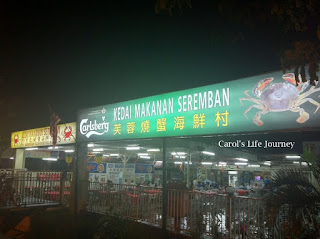 Carlsberg
KEDAI MAKANAN SEREMBAN
芙蓉燒蟹海鮮村
Carol's Life Journey